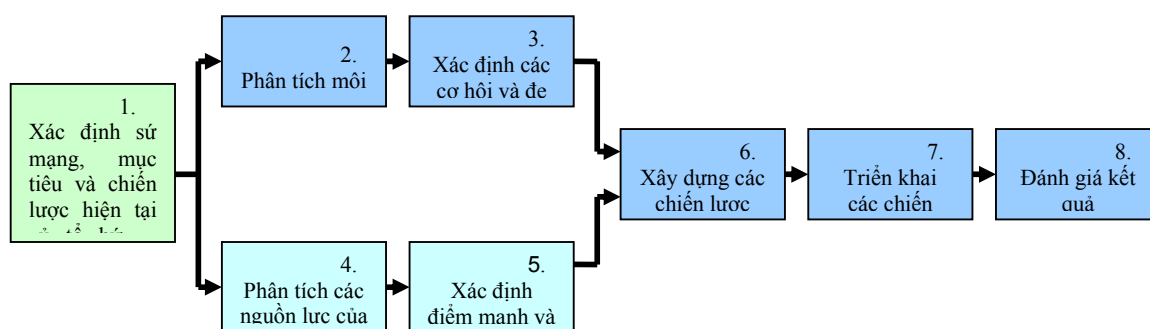 1.
Xác định sứ
mạng, mục
tiêu và chiến
lược hiện tại
2.
Phân tích môi
3.
Xác định các
cơ hôi và đe
4.
Phân tích các
nguồn lực của
5.
Xác định
điểm mạnh và
6.
Xây dựng các
chiến lược
7.
Triển khai
các chiến
8.
Đánh giá kết
quả